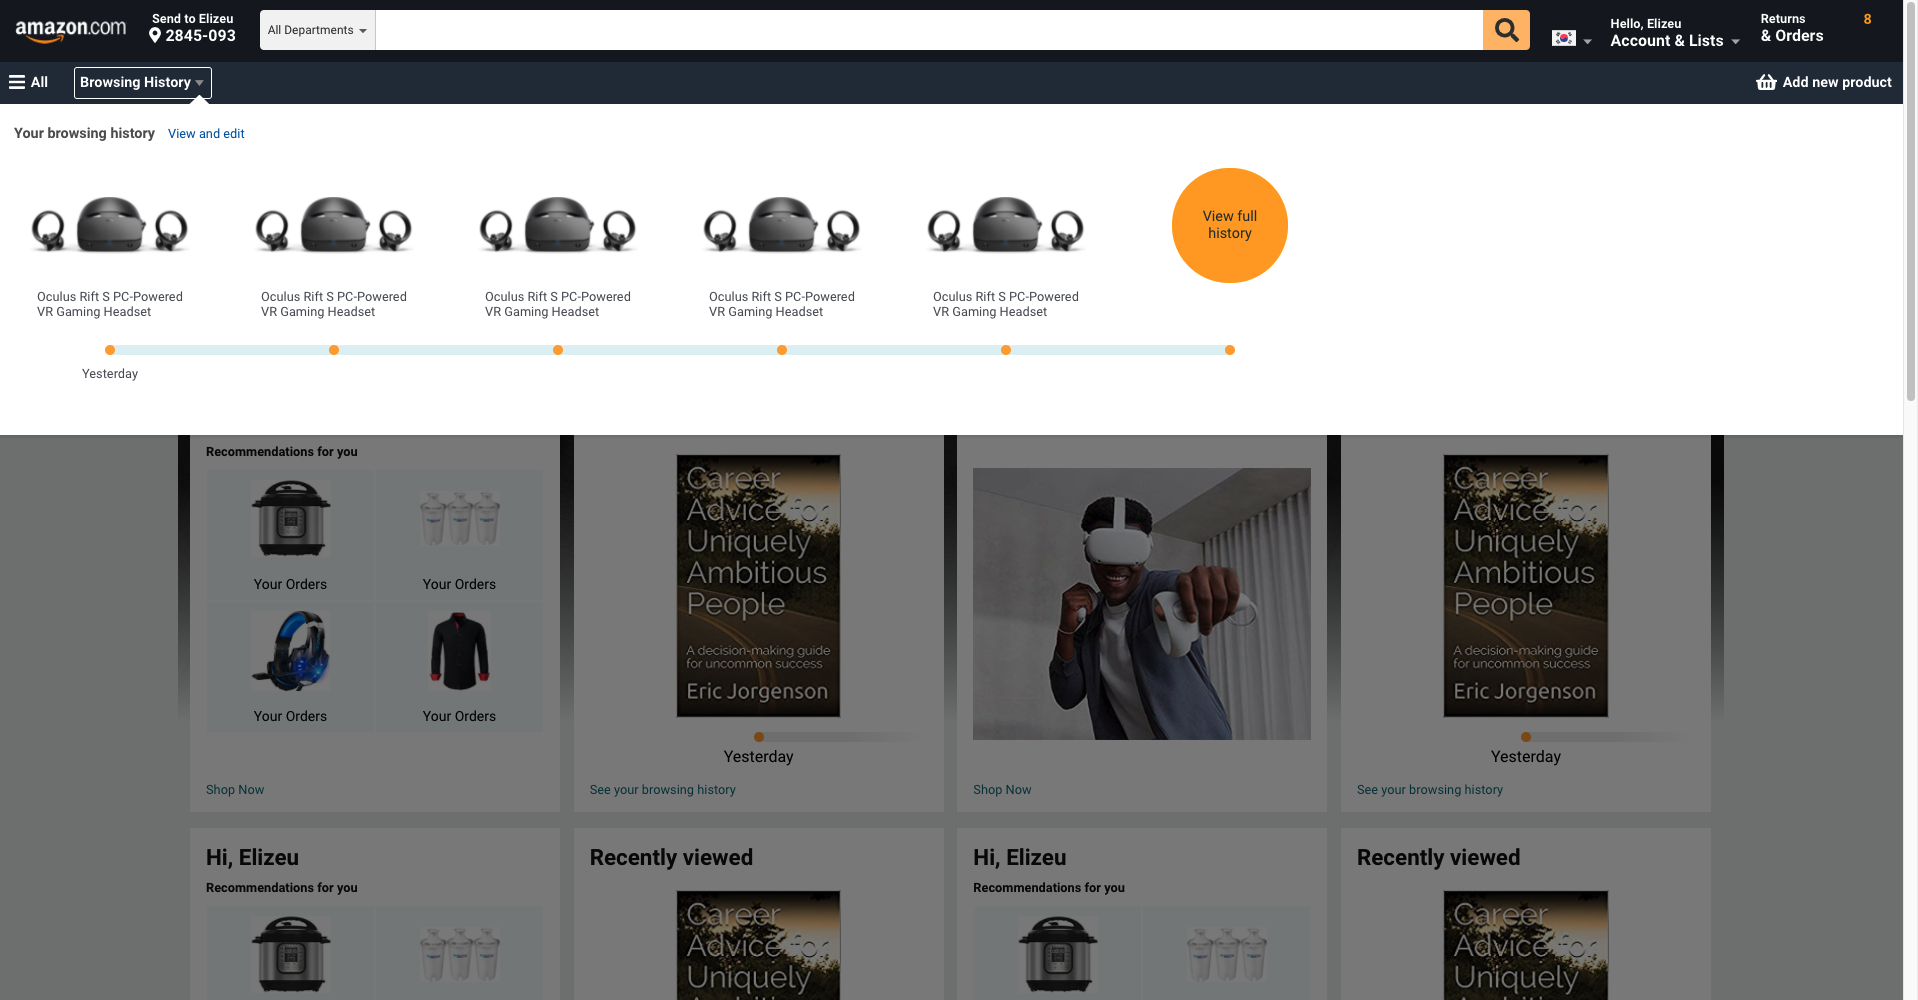 amazon.com
Send to Elizeu
2845-093
All Departments
Hello, Elizeu
Account & Lists
Returns
& Orders
8
All
Browsing History
Add new product
Your browsing history
View and edit
Oculus Rift S PC-Powered
VR Gaming Headset
Oculus Rift S PC-Powered
VR Gaming Headset
Oculus Rift S PC-Powered
VR Gaming Headset
Oculus Rift S PC-Powered
VR Gaming Headset
Oculus Rift S PC-Powered
VR Gaming Headset
View full
history
Yesterday
Recommendations for you
Your Orders
Your Orders
Your Orders
Your Orders
Shop Now
Career
Advice for
Uniquely
Ambitious
People
A decision-making guide
for uncommon success
Eric Jorgenson
Yesterday
See your browsing history
Shop Now
Career
Advice for
Uniquely
Ambitious
People
A decision-making guide
for uncommon success
Eric Jorgenson
Yesterday
See your browsing history
Hi, Elizeu
Recommendations for you
Recently viewed
Career
Advice for
Uniquely
Hi, Elizeu
Recommendations for you
Recently viewed
Career
Advice for
Uniquely